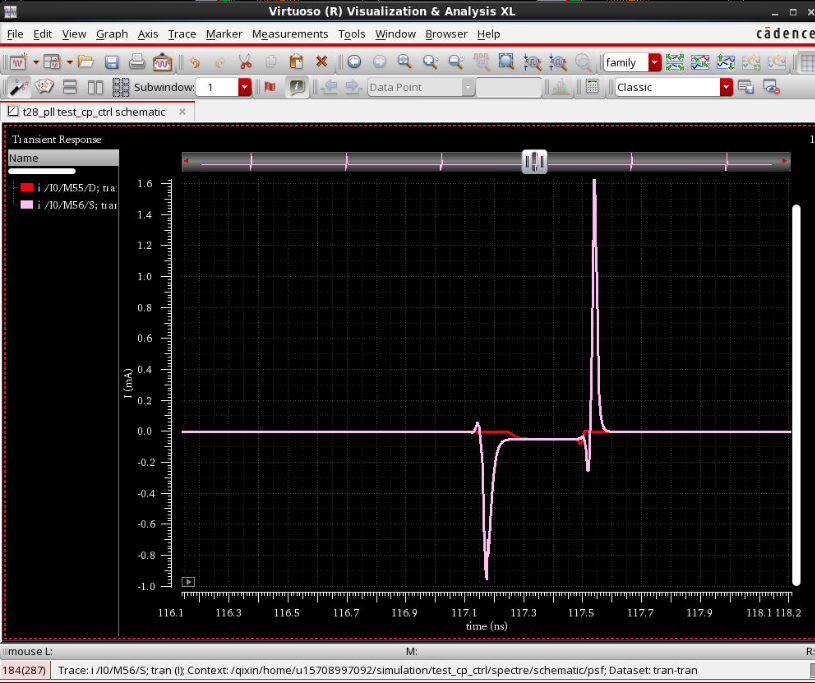 Virtuoso (R) Visualization & Analysis XL
File Edit View Graph Axis Trace Marker Measurements Tools Window Browser Help
cādence
family
Subwindow: 1 Data Point Classic
t28_pll test_cp_ctrl schematic
Transient Response 1
Name
i /I0/M55/D; tra
i /I0/M56/S; trar
1.6
1.4
1.2
1.0
0.8
0.6
0.4
I (mA)
0.2
0.0
-0.2
-0.4
-0.6
-0.8
-1.0
116.1 116.3 116.5 116.7 116.9 117.1 117.3 117.5 117.7 117.9 118.1 118.2
time (ns)
mouse L: M: R:
184(287) Trace: i /I0/M56/S; tran (I); Context: /qixin/home/u15708997092/simulation/test_cp_ctrl/spectre/schematic/psf; Dataset: tran-tran